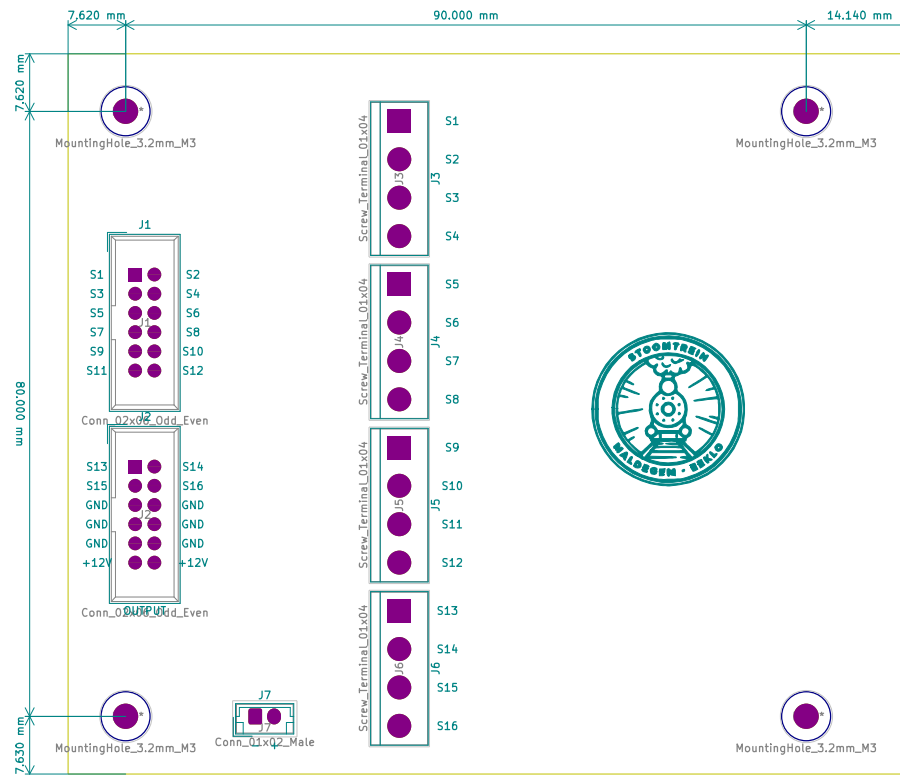 7.620 mm
90.000 mm
14.140 mm
7.620 mm
80.000 mm
7.630 mm
*
MountingHole_3.2mm_M3
*
MountingHole_3.2mm_M3
J1
S1 S2
S3 S4
S5 S6
J1
S7 S8
S9 S10
S11 S12
Conn_02x06_Odd_Even
J2
S13 S14
S15 S16
GND GND
J2
GND GND
GND GND
+12V +12V
OUTPUT
Conn_02x06_Odd_Even
Screw_Terminal_01x04
J3
J3
S1
S2
S3
S4
Screw_Terminal_01x04
J4
J4
S5
S6
S7
S8
Screw_Terminal_01x04
J5
J5
S9
S10
S11
S12
Screw_Terminal_01x04
J6
J6
S13
S14
S15
S16
STOOMTREIN
MALDEGEM - EEKLO
*
MountingHole_3.2mm_M3
J7
J7
Conn_01x02_Male
- +
*
MountingHole_3.2mm_M3